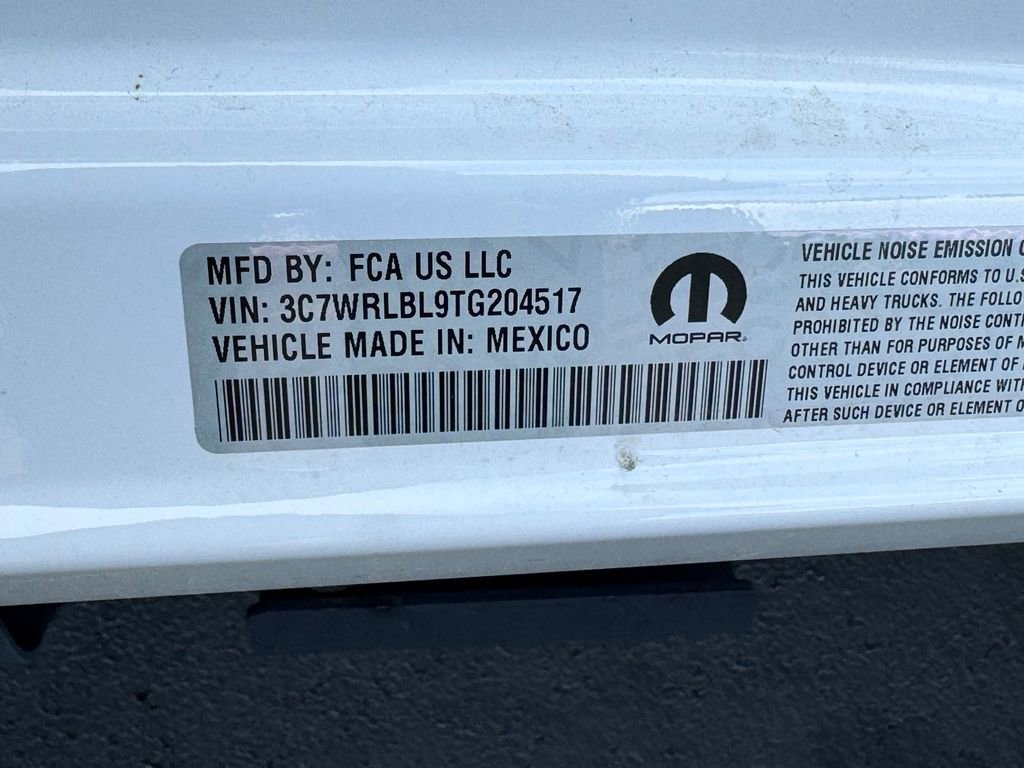 MFD BY: FCA US LLC
VIN: 3C7WRLBL9TG204517
VEHICLE MADE IN: MEXICO
MOPAR®
VEHICLE NOISE EMISSION
THIS VEHICLE CONFORMS TO U.S
AND HEAVY TRUCKS. THE FOLLO
PROHIBITED BY THE NOISE CONT
OTHER THAN FOR PURPOSES OF
CONTROL DEVICE OR ELEMENT OF
THIS VEHICLE IN COMPLIANCE WITH
AFTER SUCH DEVICE OR ELEMENT